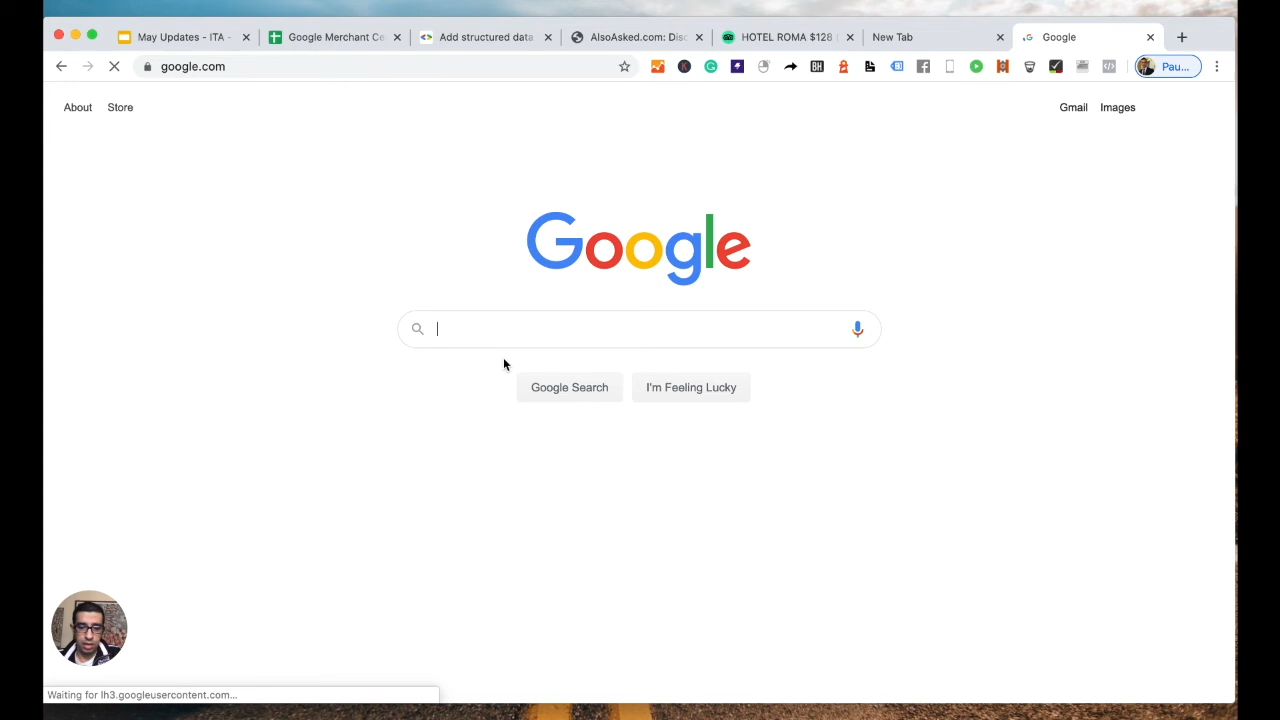 May Updates - ITA -
Google Merchant Ce
Add structured data
AlsoAsked.com: Disc
HOTEL ROMA $128
New Tab
Google
google.com
Pau...
About
Store
Gmail
Images
Google
Google Search
I'm Feeling Lucky
Waiting for lh3.googleusercontent.com...